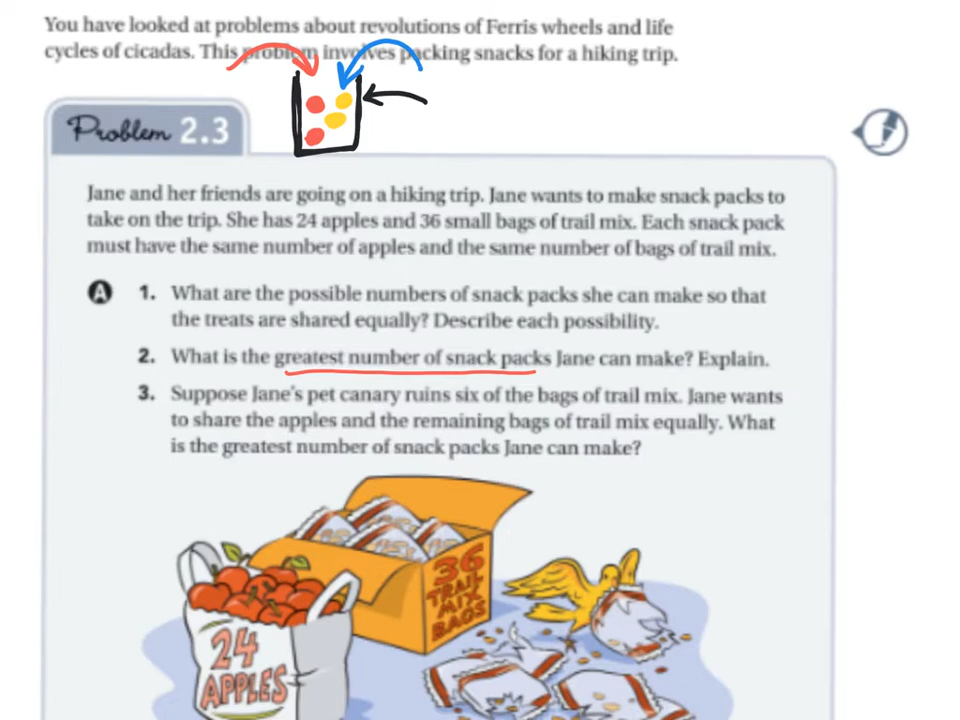 You have looked at problems about revolutions of Ferris wheels and life
cycles of cicadas. This problem involves packing snacks for a hiking trip.
Problem 2.3
Jane and her friends are going on a hiking trip. Jane wants to make snack packs to
take on the trip. She has 24 apples and 36 small bags of trail mix. Each snack pack
must have the same number of apples and the same number of bags of trail mix.
A 1. What are the possible numbers of snack packs she can make so that
the treats are shared equally? Describe each possibility.
2. What is the greatest number of snack packs Jane can make? Explain.
3. Suppose Jane's pet canary ruins six of the bags of trail mix. Jane wants
to share the apples and the remaining bags of trail mix equally. What
is the greatest number of snack packs Jane can make?
36
TRAIL
MIX
BAGS
24
APPLES